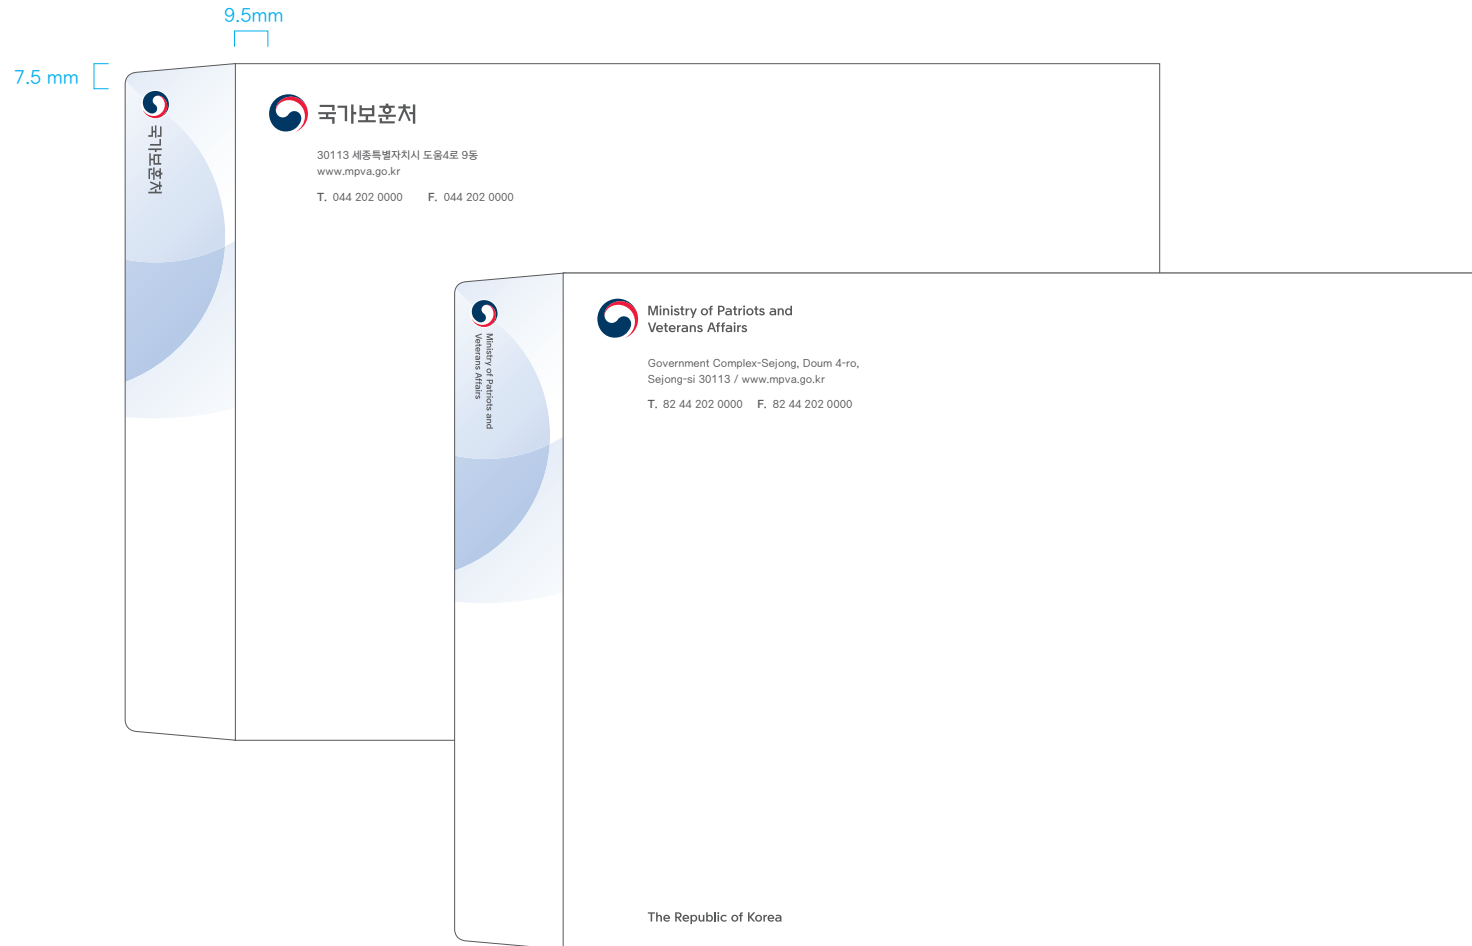 9.5mm
7.5 mm
국가보훈처
국가보훈처
30113 세종특별자치시 도움4로 9동
www.mpva.go.kr
T. 044 202 0000 F. 044 202 0000
Ministry of Patriots and
Veterans Affairs
Ministry of Patriots and
Veterans Affairs
Government Complex-Sejong, Doum 4-ro,
Sejong-si 30113 / www.mpva.go.kr
T. 82 44 202 0000 F. 82 44 202 0000
The Republic of Korea